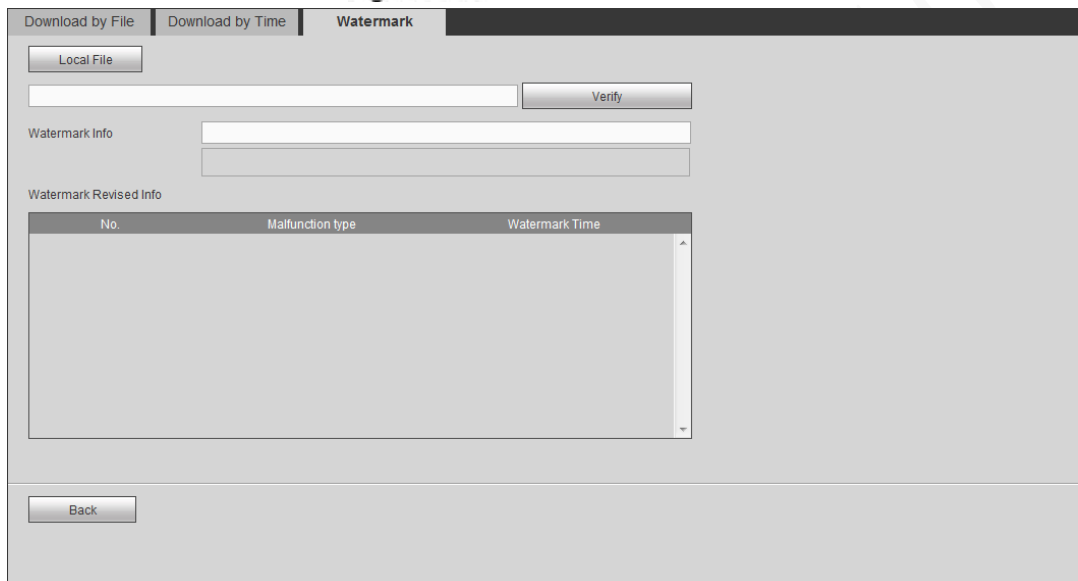 Download by File Download by Time Watermark
Local File
Verify
Watermark Info
Watermark Revised Info
No. Malfunction type Watermark Time
Back